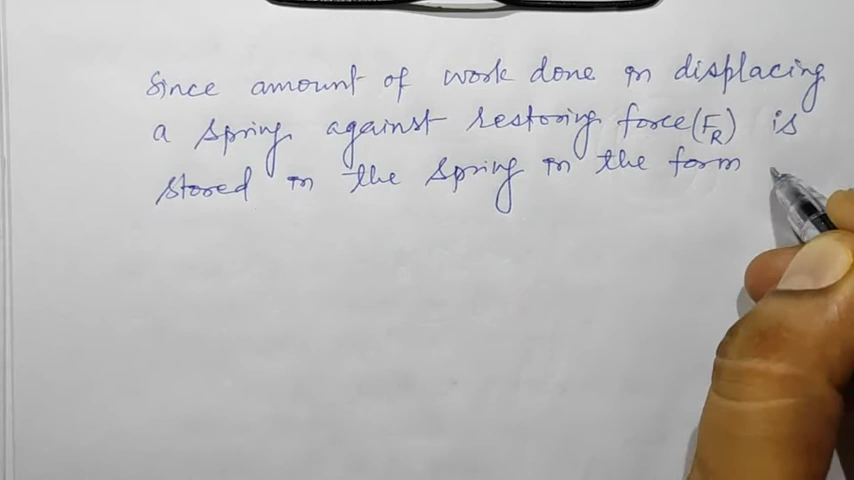 Since amount of work done in displacing
a spring against restoring force (FR) is
stored in the spring in the form